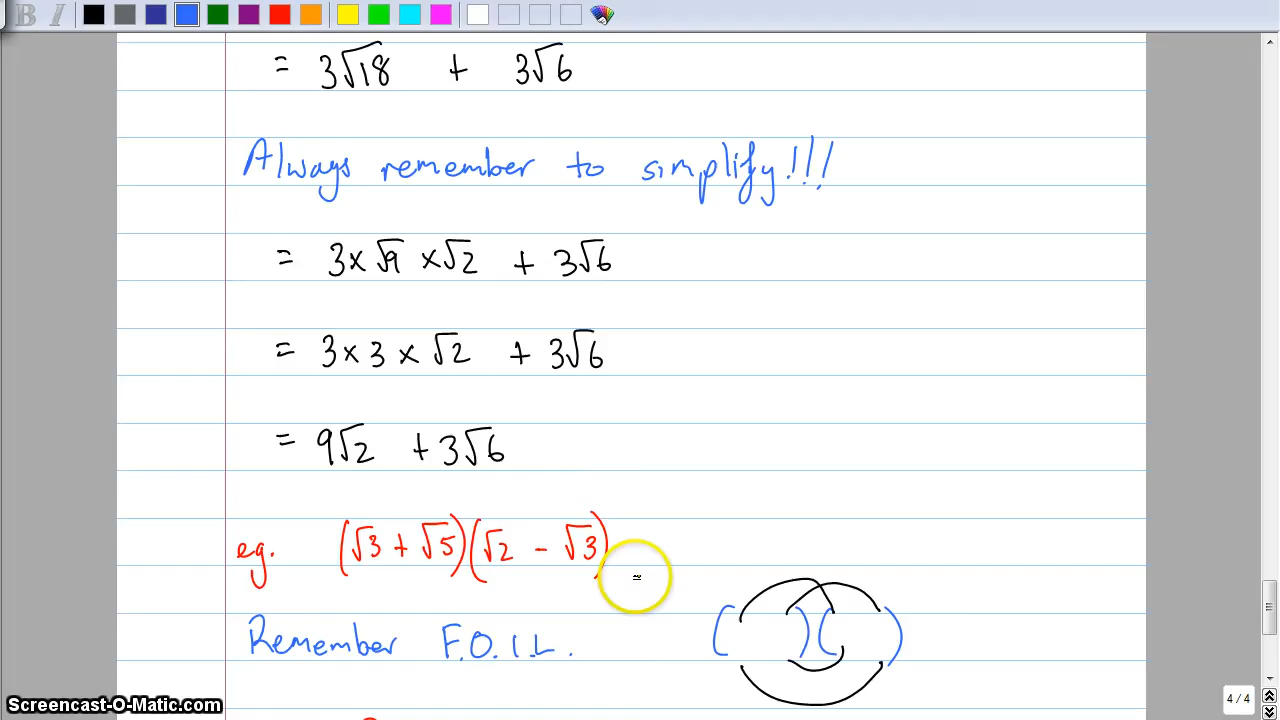 B I
= 3√18 + 3√6
Always remember to simplify!!!
= 3×√9 ×√2 + 3√6
= 3×3×√2 + 3√6
= 9√2 + 3√6
eg. (√3 + √5)(√2 - √3)
( )( )
Remember F.O.I.L.
4/4
Screencast-O-Matic.com